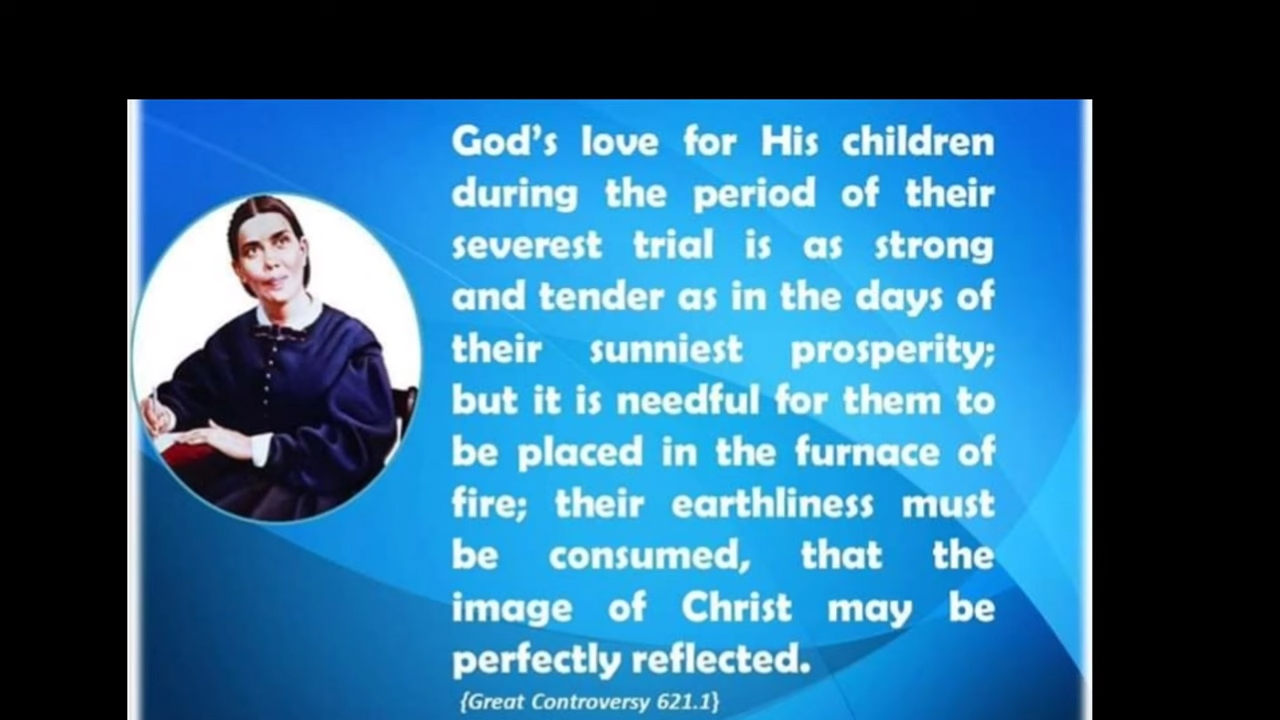 God's love for His children
during the period of their
severest trial is as strong
and tender as in the days of
their sunniest prosperity;
but it is needful for them to
be placed in the furnace of
fire; their earthliness must
be consumed, that the
image of Christ may be
perfectly reflected.
{Great Controversy 621.1}